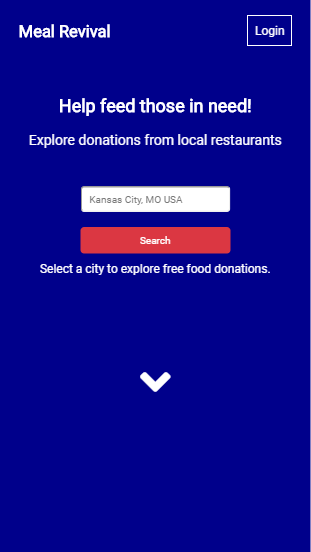 Meal Revival
Login
Help feed those in need!
Explore donations from local restaurants
Kansas City, MO USA
Search
Select a city to explore free food donations.